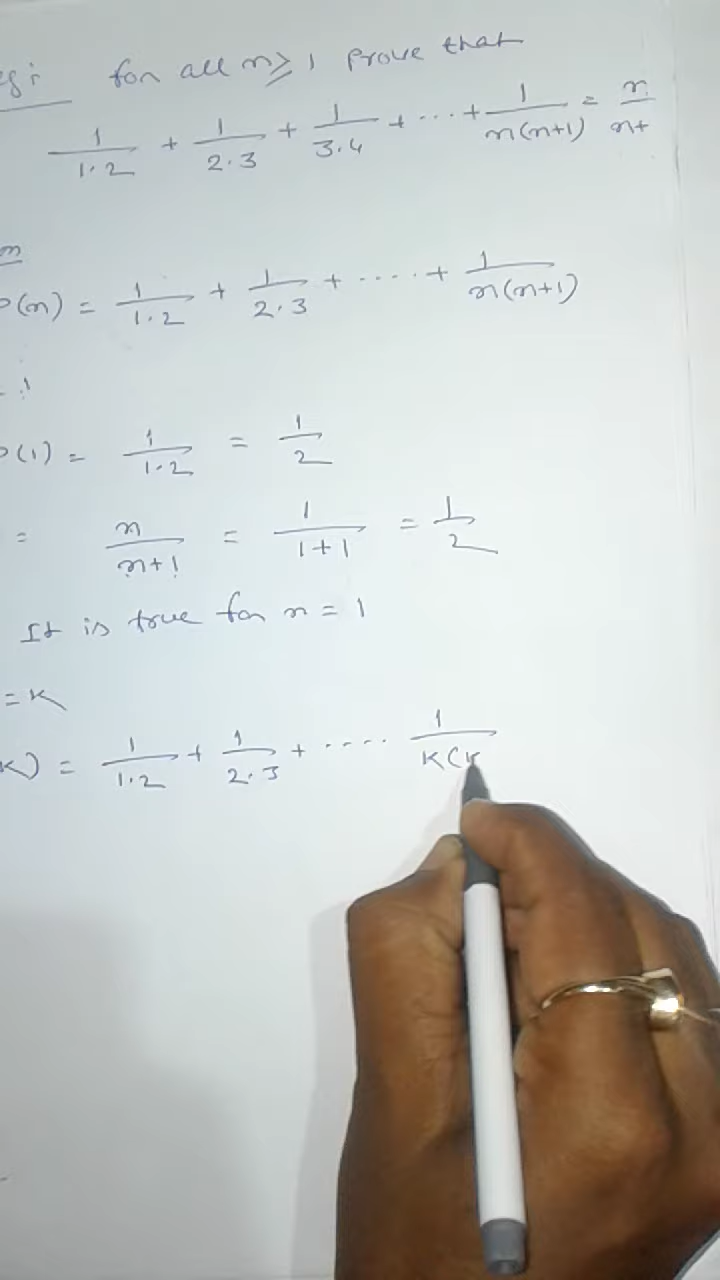 eg: for all n ≥ 1 prove that
1/1.2 + 1/2.3 + 1/3.4 + ... + 1/n(n+1) = n/n+
P(n) = 1/1.2 + 1/2.3 + .... + 1/n(n+1)
1
P(1) = 1/1.2 = 1/2
= n/n+1 = 1/1+1 = 1/2
It is true for n = 1
= K
K) = 1/1.2 + 1/2.3 + .... 1/K(K